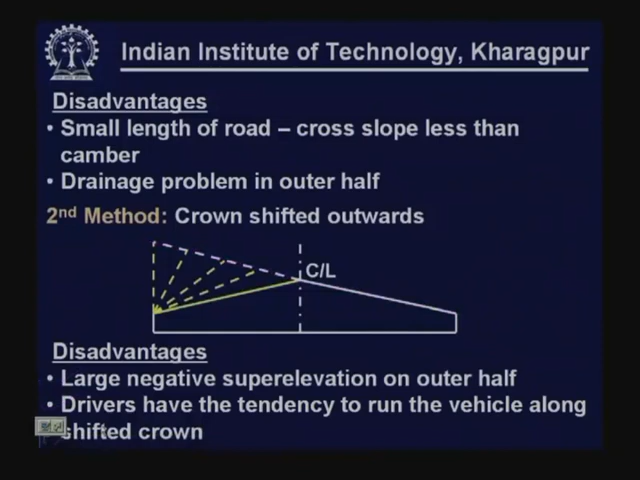 Indian Institute of Technology, Kharagpur
Disadvantages
• Small length of road – cross slope less than
camber
• Drainage problem in outer half
2nd Method: Crown shifted outwards
C/L
Disadvantages
• Large negative superelevation on outer half
• Drivers have the tendency to run the vehicle along
shifted crown